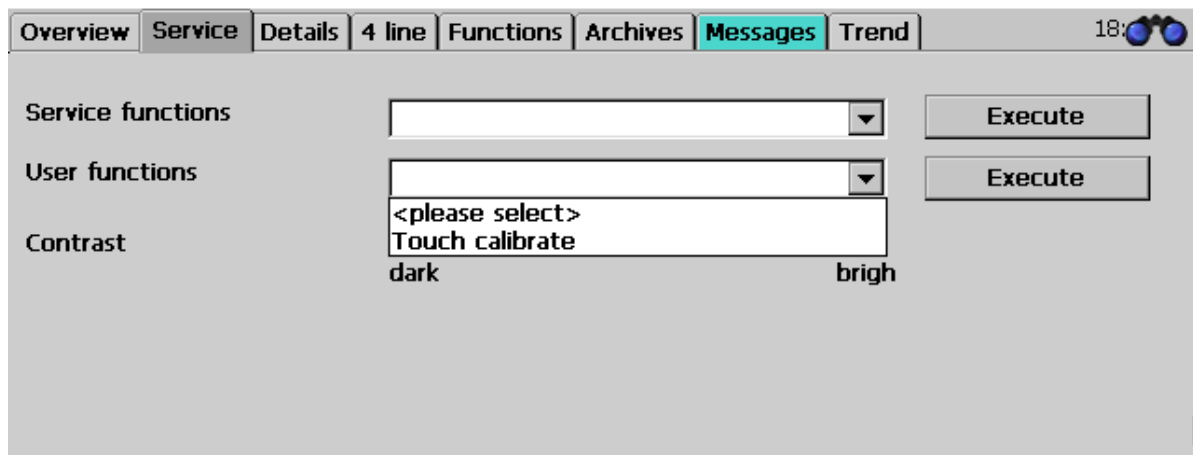 Overview Service Details 4 line Functions Archives Messages Trend 18:
Service functions Execute
User functions Execute
<please select>
Touch calibrate
Contrast
dark brigh